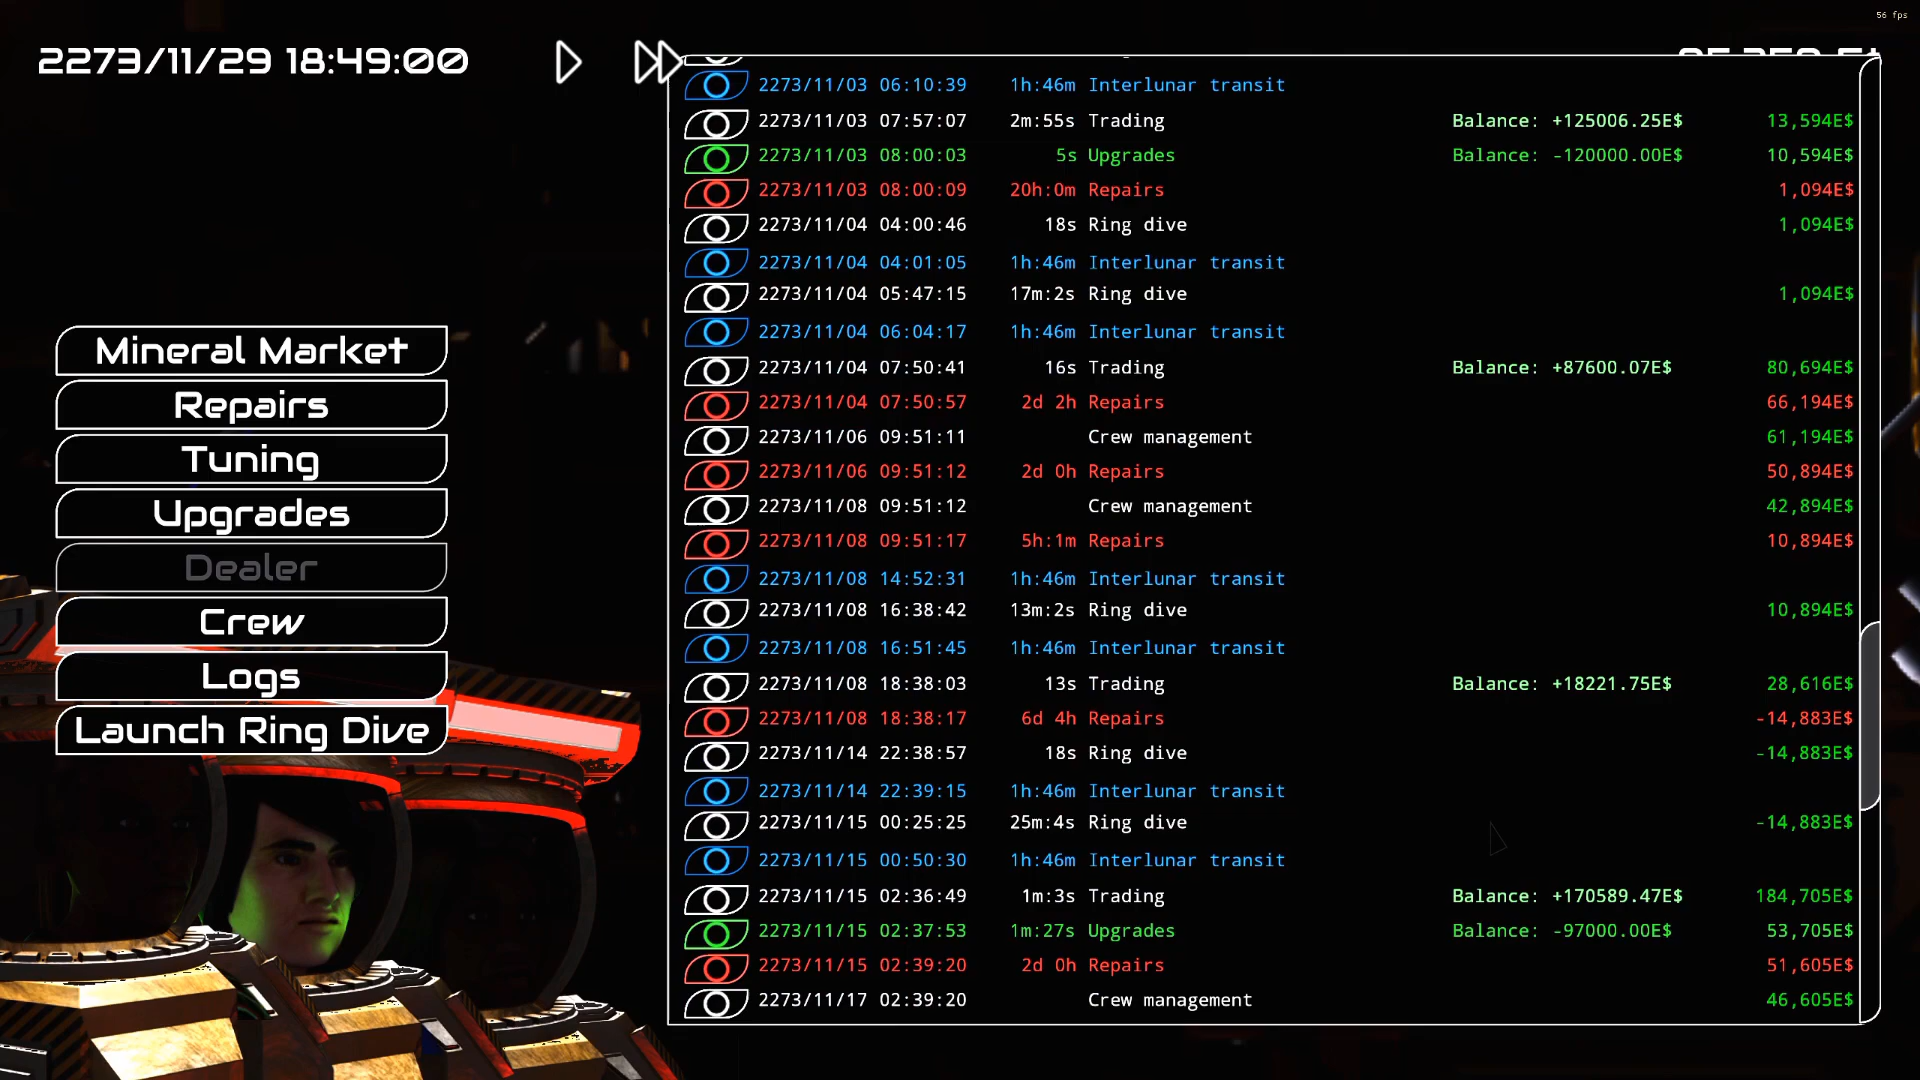 56 fps
2273/11/29 18:49:00
2273/11/03 06:10:39 1h:46m Interlunar transit
2273/11/03 07:57:07 2m:55s Trading Balance: +125006.25E$ 13,594E$
2273/11/03 08:00:03 5s Upgrades Balance: -120000.00E$ 10,594E$
2273/11/03 08:00:09 20h:0m Repairs 1,094E$
2273/11/04 04:00:46 18s Ring dive 1,094E$
2273/11/04 04:01:05 1h:46m Interlunar transit
2273/11/04 05:47:15 17m:2s Ring dive 1,094E$
2273/11/04 06:04:17 1h:46m Interlunar transit
2273/11/04 07:50:41 16s Trading Balance: +87600.07E$ 80,694E$
2273/11/04 07:50:57 2d 2h Repairs 66,194E$
2273/11/06 09:51:11 Crew management 61,194E$
2273/11/06 09:51:12 2d 0h Repairs 50,894E$
2273/11/08 09:51:12 Crew management 42,894E$
2273/11/08 09:51:17 5h:1m Repairs 10,894E$
2273/11/08 14:52:31 1h:46m Interlunar transit
2273/11/08 16:38:42 13m:2s Ring dive 10,894E$
2273/11/08 16:51:45 1h:46m Interlunar transit
2273/11/08 18:38:03 13s Trading Balance: +18221.75E$ 28,616E$
2273/11/08 18:38:17 6d 4h Repairs -14,883E$
2273/11/14 22:38:57 18s Ring dive -14,883E$
2273/11/14 22:39:15 1h:46m Interlunar transit
2273/11/15 00:25:25 25m:4s Ring dive -14,883E$
2273/11/15 00:50:30 1h:46m Interlunar transit
2273/11/15 02:36:49 1m:3s Trading Balance: +170589.47E$ 184,705E$
2273/11/15 02:37:53 1m:27s Upgrades Balance: -97000.00E$ 53,705E$
2273/11/15 02:39:20 2d 0h Repairs 51,605E$
2273/11/17 02:39:20 Crew management 46,605E$
Mineral Market
Repairs
Tuning
Upgrades
Dealer
Crew
Logs
Launch Ring Dive